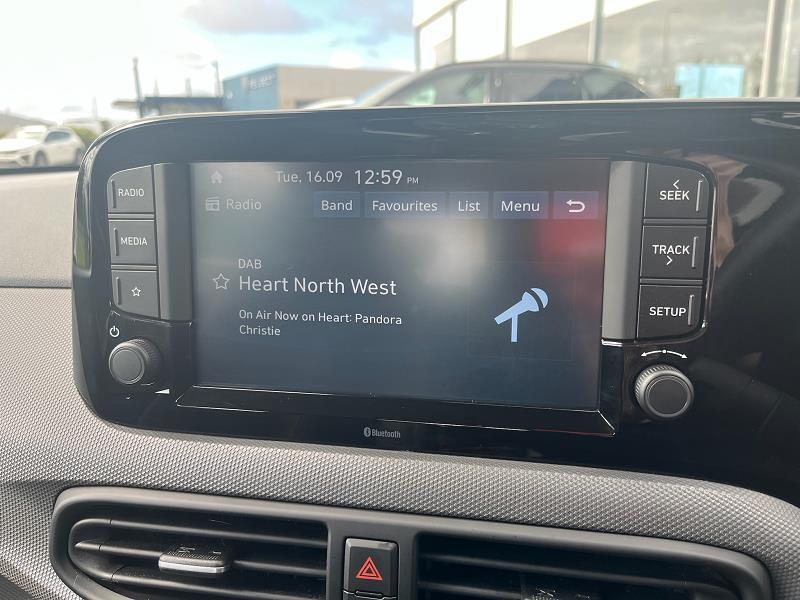 Tue, 16.09 12:59 PM
RADIO
MEDIA
Radio
Band Favourites List Menu
DAB
Heart North West
On Air Now on Heart: Pandora
Christie
SEEK
TRACK
SETUP
Bluetooth